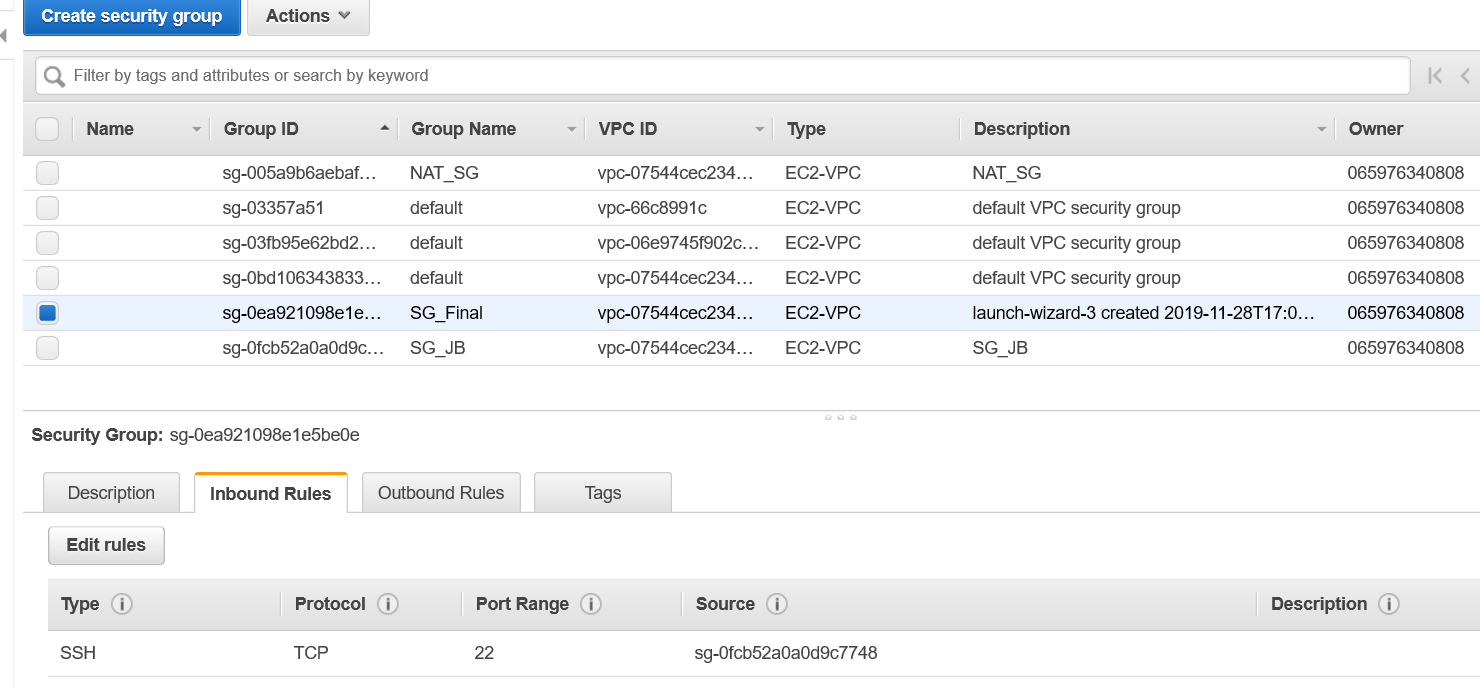 Create security group Actions
Filter by tags and attributes or search by keyword
Name Group ID Group Name VPC ID Type Description Owner
sg-005a9b6aebaf... NAT_SG vpc-07544cec234... EC2-VPC NAT_SG 065976340808
sg-03357a51 default vpc-66c8991c EC2-VPC default VPC security group 065976340808
sg-03fb95e62bd2... default vpc-06e9745f902c... EC2-VPC default VPC security group 065976340808
sg-0bd106343833... default vpc-07544cec234... EC2-VPC default VPC security group 065976340808
sg-0ea921098e1e... SG_Final vpc-07544cec234... EC2-VPC launch-wizard-3 created 2019-11-28T17:0... 065976340808
sg-0fcb52a0a0d9c... SG_JB vpc-07544cec234... EC2-VPC SG_JB 065976340808
Security Group: sg-0ea921098e1e5be0e
Description Inbound Rules Outbound Rules Tags
Edit rules
Type Protocol Port Range Source Description
SSH TCP 22 sg-0fcb52a0a0d9c7748